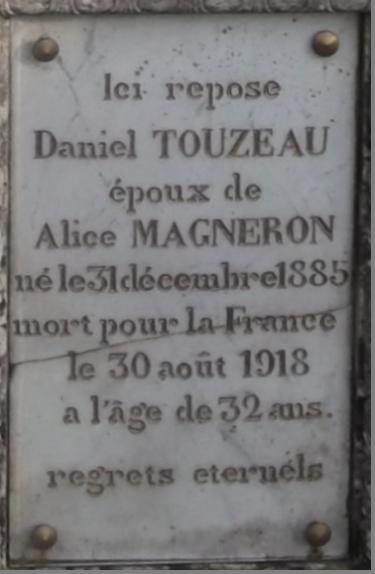 Ici repose
Daniel TOUZEAU
époux de
Alice MAGNERON
né le 31 décembre 1885
mort pour la France
le 30 août 1918
a l'âge de 32 ans.
regrets eternéls